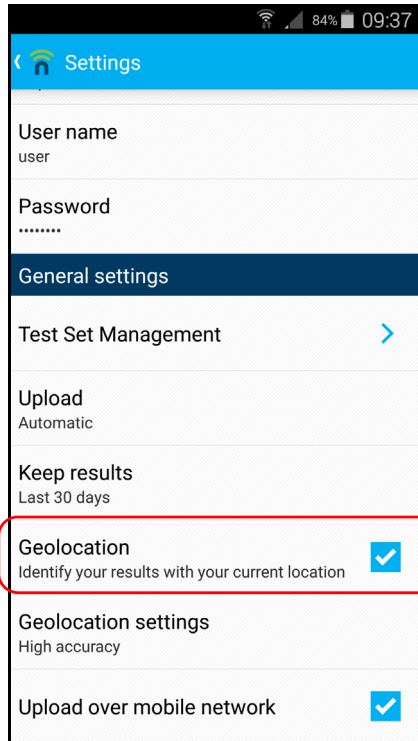 84% 09:37
Settings
User name
user
Password
••••••••
General settings
Test Set Management
Upload
Automatic
Keep results
Last 30 days
Geolocation
Identify your results with your current location
Geolocation settings
High accuracy
Upload over mobile network